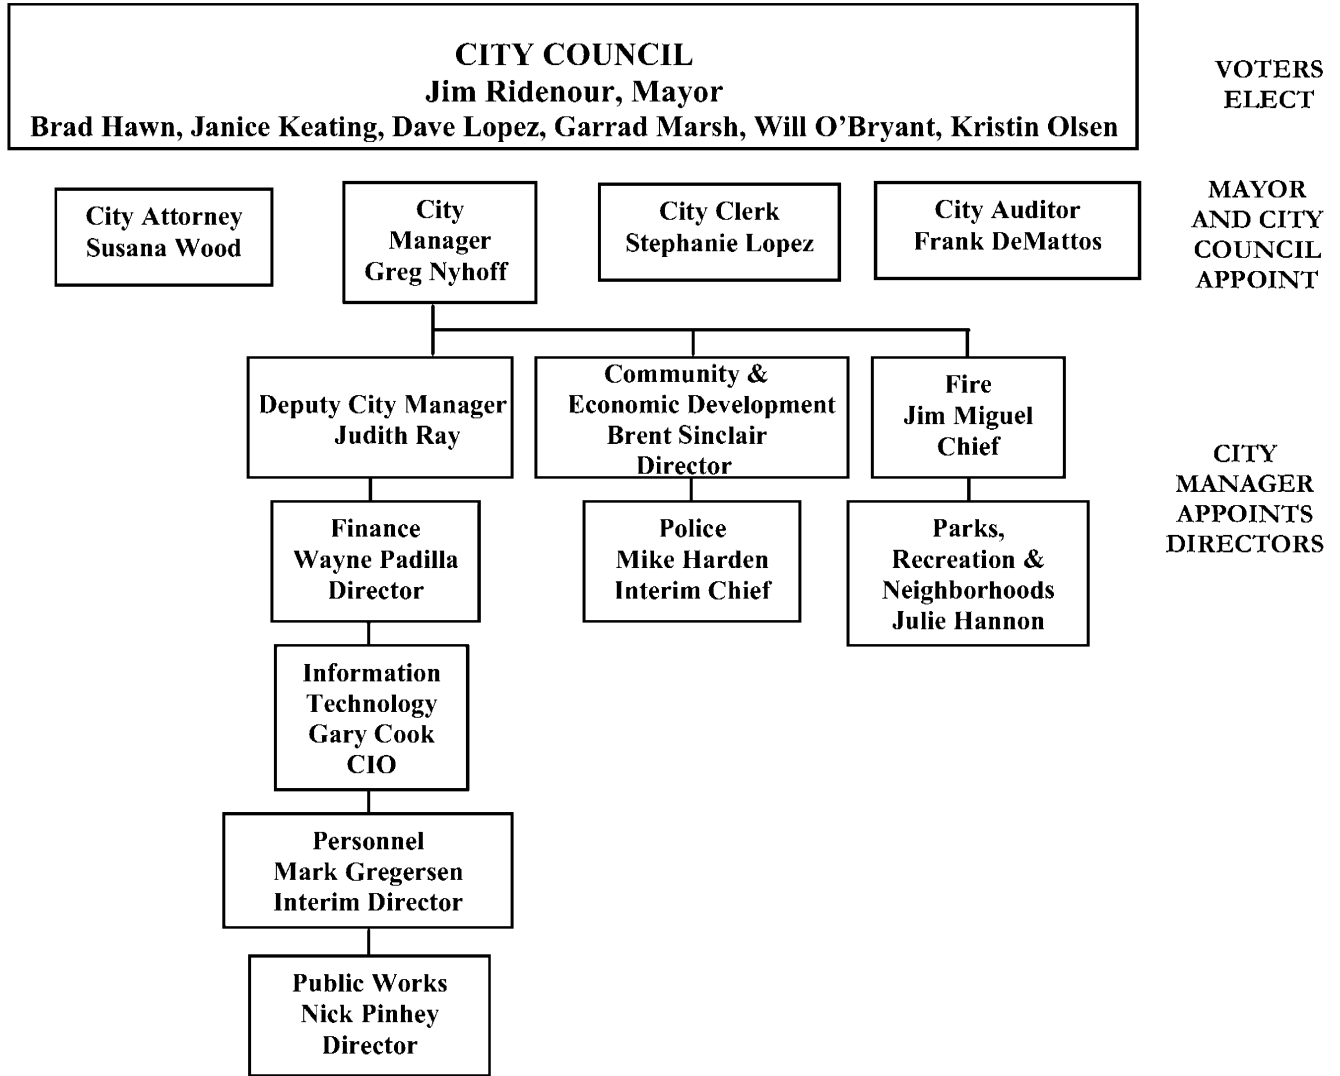 CITY COUNCIL
Jim Ridenour, Mayor
Brad Hawn, Janice Keating, Dave Lopez, Garrad Marsh, Will O'Bryant, Kristin Olsen
VOTERS
ELECT
City Attorney
Susana Wood
City
Manager
Greg Nyhoff
City Clerk
Stephanie Lopez
City Auditor
Frank DeMattos
MAYOR
AND CITY
COUNCIL
APPOINT
Deputy City Manager
Judith Ray
Community &
Economic Development
Brent Sinclair
Director
Fire
Jim Miguel
Chief
CITY
MANAGER
APPOINTS
DIRECTORS
Finance
Wayne Padilla
Director
Police
Mike Harden
Interim Chief
Parks,
Recreation &
Neighborhoods
Julie Hannon
Information
Technology
Gary Cook
CIO
Personnel
Mark Gregersen
Interim Director
Public Works
Nick Pinhey
Director